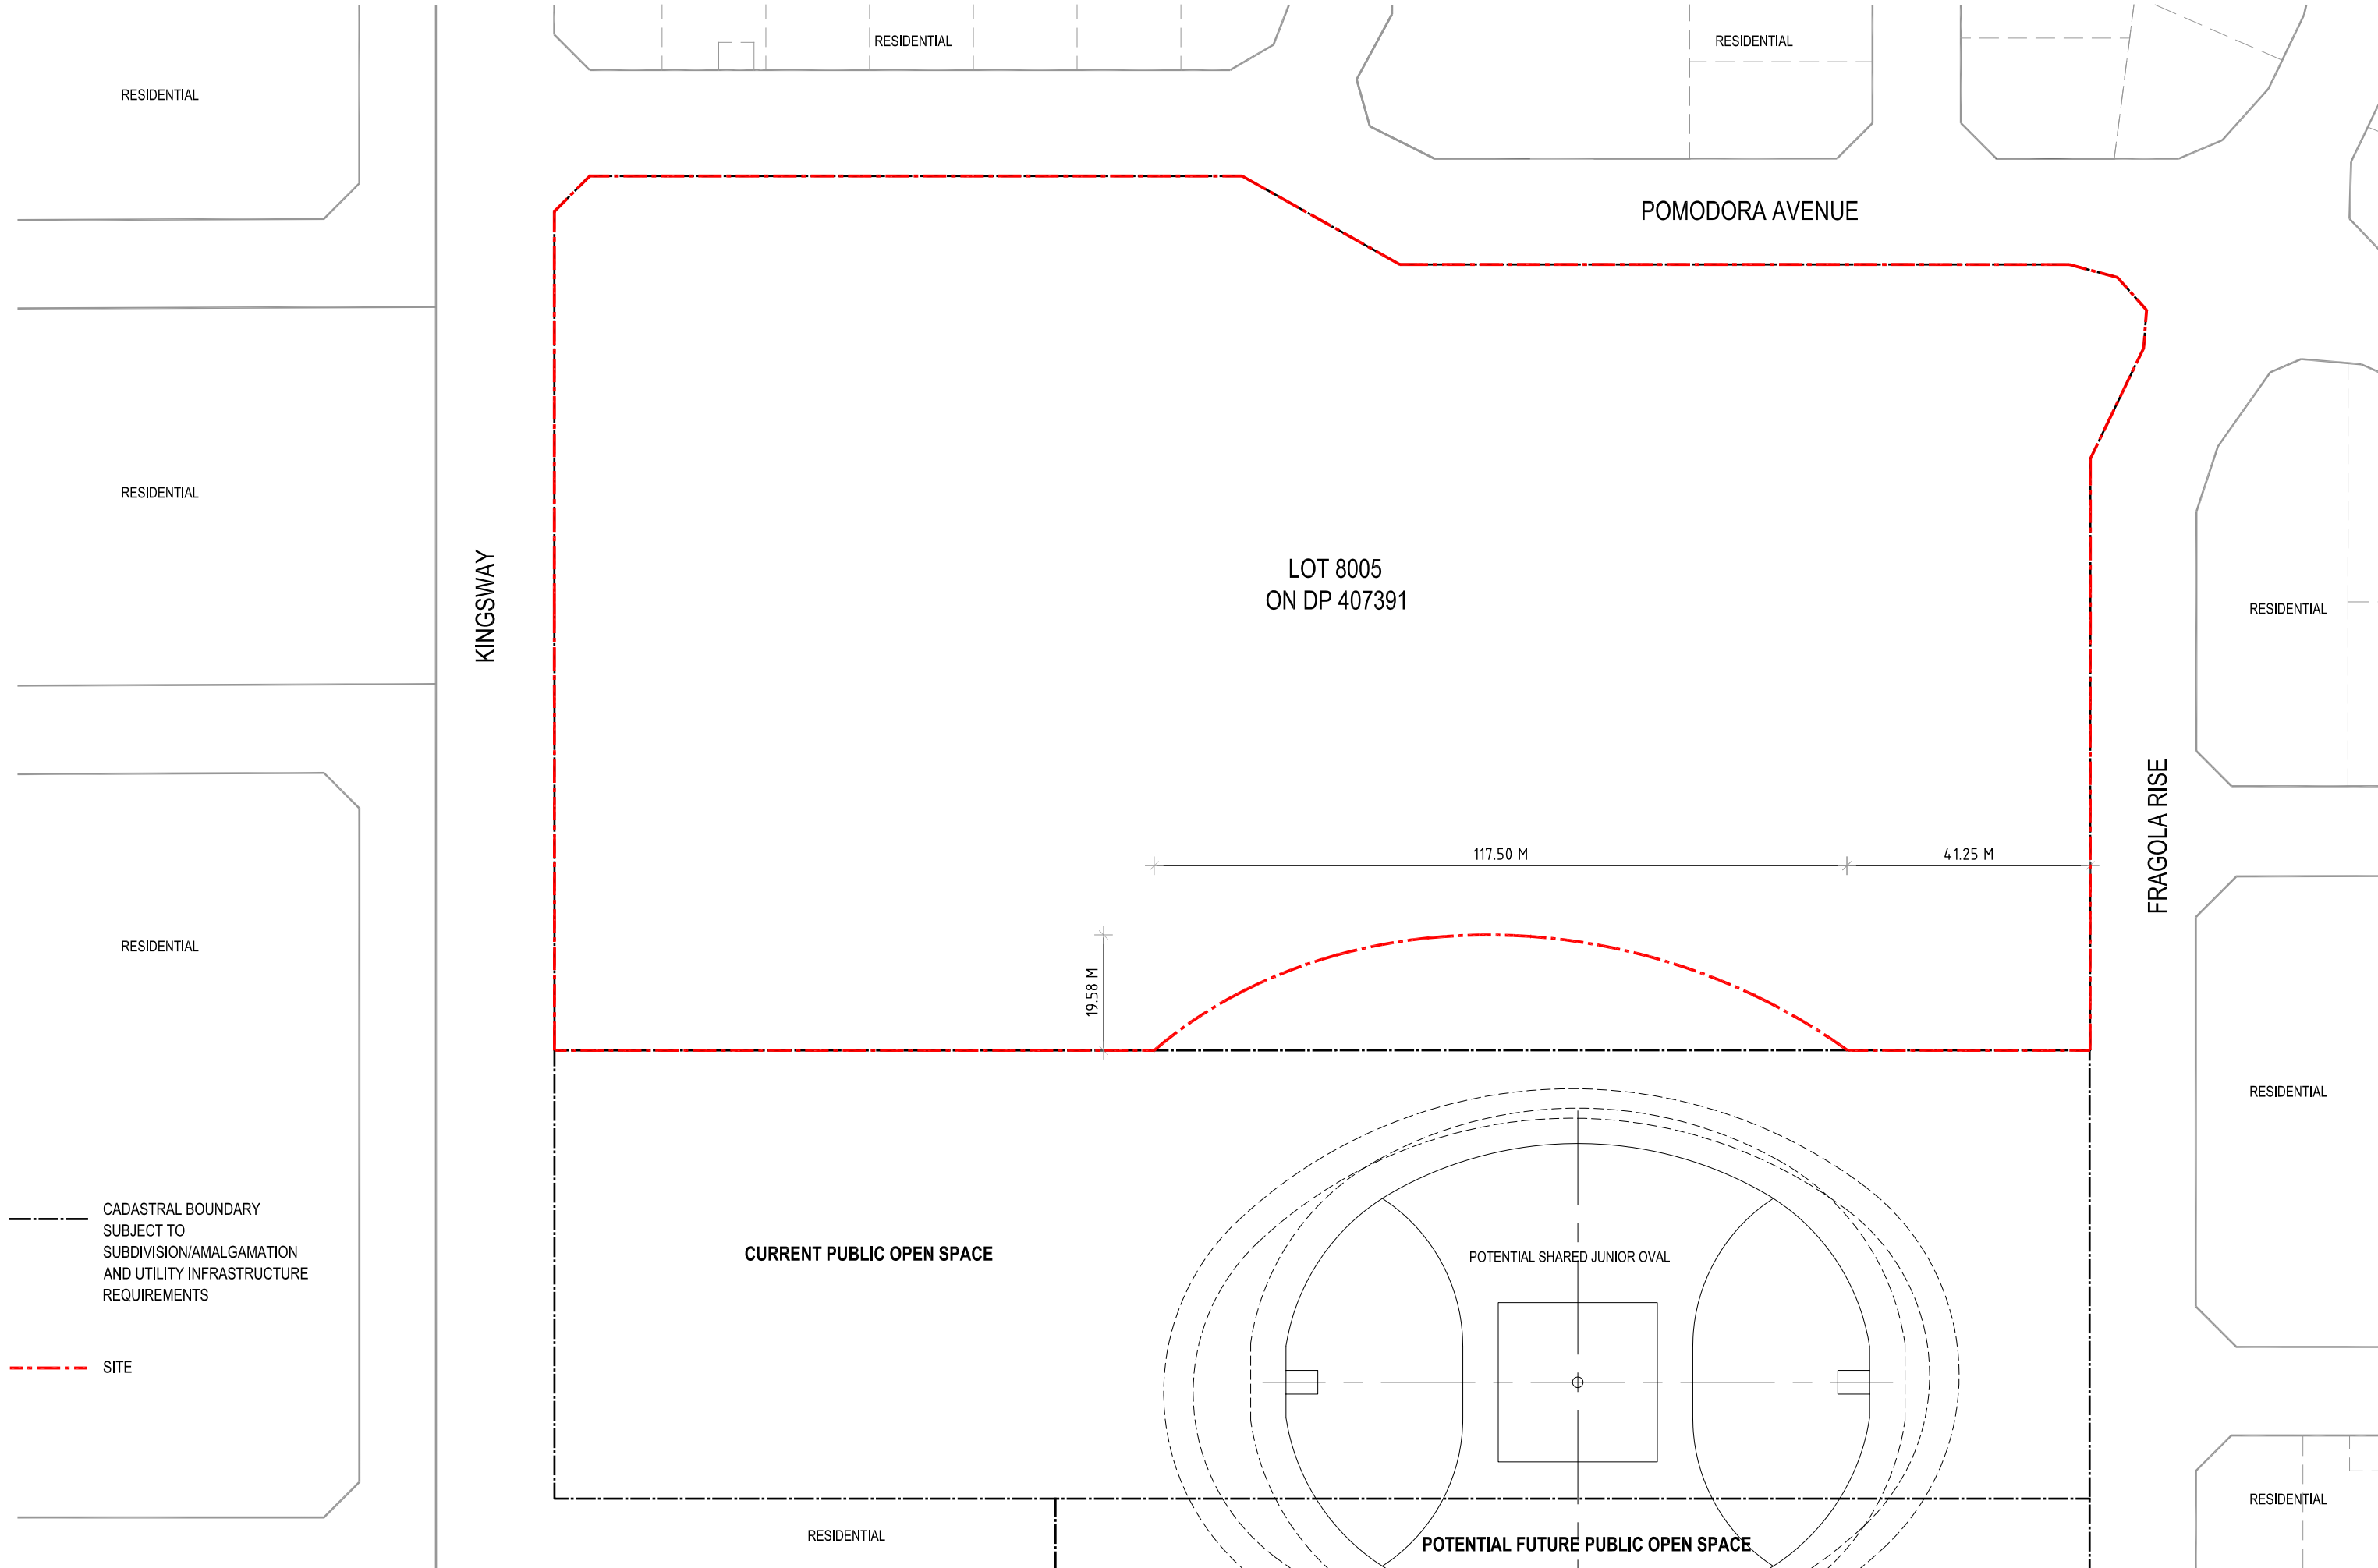 RESIDENTIAL
RESIDENTIAL
RESIDENTIAL
POMODORA AVENUE
RESIDENTIAL
KINGSWAY
LOT 8005
ON DP 407391
RESIDENTIAL
117.50 M
41.25 M
FRAGOLA RISE
RESIDENTIAL
19.58 M
RESIDENTIAL
CADASTRAL BOUNDARY
SUBJECT TO
SUBDIVISION/AMALGAMATION
AND UTILITY INFRASTRUCTURE
REQUIREMENTS
CURRENT PUBLIC OPEN SPACE
POTENTIAL SHARED JUNIOR OVAL
SITE
RESIDENTIAL
RESIDENTIAL
POTENTIAL FUTURE PUBLIC OPEN SPACE